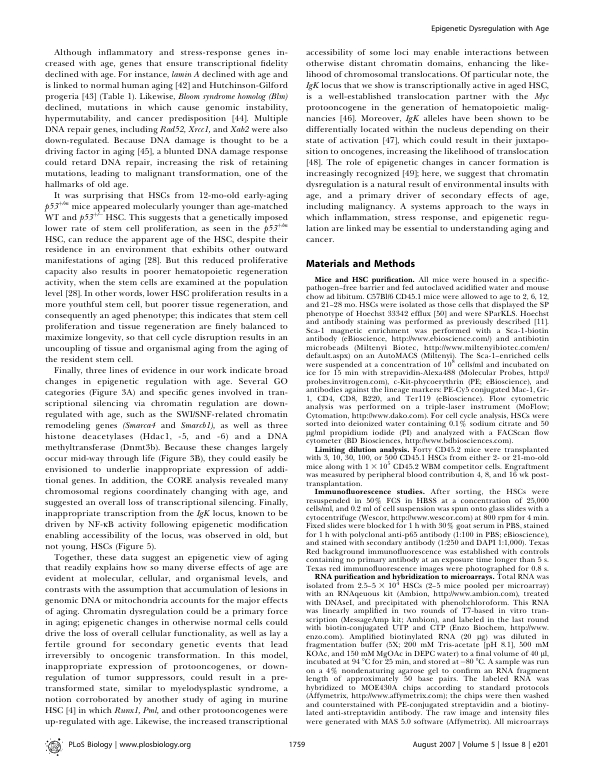 Epigenetic Dysregulation with Age
Although inflammatory and stress-response genes in-
creased with age, genes that ensure transcriptional fidelity
declined with age. For instance, lamin A declined with age and
is linked to normal human aging [42] and Hutchinson-Gilford
progeria [43] (Table 1). Likewise, Bloom syndrome homolog (Blm)
declined, mutations in which cause genomic instability,
hypermutability, and cancer predisposition [44]. Multiple
DNA repair genes, including Rad52, Xrcc1, and Xab2 were also
down-regulated. Because DNA damage is thought to be a
driving factor in aging [45], a blunted DNA damage response
could retard DNA repair, increasing the risk of retaining
mutations, leading to malignant transformation, one of the
hallmarks of old age.
It was surprising that HSCs from 12-mo-old early-aging
p53+/m mice appeared molecularly younger than age-matched
WT and p53+/− HSC. This suggests that a genetically imposed
lower rate of stem cell proliferation, as seen in the p53+/m
HSC, can reduce the apparent age of the HSC, despite their
residence in an environment that exhibits other outward
manifestations of aging [28]. But this reduced proliferative
capacity also results in poorer hematopoietic regeneration
activity, when the stem cells are examined at the population
level [28]. In other words, lower HSC proliferation results in a
more youthful stem cell, but poorer tissue regeneration, and
consequently an aged phenotype; this indicates that stem cell
proliferation and tissue regeneration are finely balanced to
maximize longevity, so that cell cycle disruption results in an
uncoupling of tissue and organismal aging from the aging of
the resident stem cell.
Finally, three lines of evidence in our work indicate broad
changes in epigenetic regulation with age. Several GO
categories (Figure 3A) and specific genes involved in tran-
scriptional silencing via chromatin regulation are down-
regulated with age, such as the SWI/SNF-related chromatin
remodeling genes (Smarca4 and Smarcb1), as well as three
histone deacetylases (Hdac1, -5, and -6) and a DNA
methyltransferase (Dnmt3b). Because these changes largely
occur mid-way through life (Figure 3B), they could easily be
envisioned to underlie inappropriate expression of addi-
tional genes. In addition, the CORE analysis revealed many
chromosomal regions coordinately changing with age, and
suggested an overall loss of transcriptional silencing. Finally,
inappropriate transcription from the IgK locus, known to be
driven by NF-κB activity following epigenetic modification
enabling accessibility of the locus, was observed in old, but
not young, HSCs (Figure 5).
Together, these data suggest an epigenetic view of aging
that readily explains how so many diverse effects of age are
evident at molecular, cellular, and organismal levels, and
contrasts with the assumption that accumulation of lesions in
genomic DNA or mitochondria accounts for the major effects
of aging. Chromatin dysregulation could be a primary force
in aging; epigenetic changes in otherwise normal cells could
drive the loss of overall cellular functionality, as well as lay a
fertile ground for secondary genetic events that lead
irreversibly to oncogenic transformation. In this model,
inappropriate expression of protooncogenes, or down-
regulation of tumor suppressors, could result in a pre-
transformed state, similar to myelodysplastic syndrome, a
notion corroborated by another study of aging in murine
HSC [4] in which Runx1, Pml, and other protooncogenes were
up-regulated with age. Likewise, the increased transcriptional
accessibility of some loci may enable interactions between
otherwise distant chromatin domains, enhancing the like-
lihood of chromosomal translocations. Of particular note, the
IgK locus that we show is transcriptionally active in aged HSC,
is a well-established translocation partner with the Myc
protooncogene in the generation of hematopoietic malig-
nancies [46]. Moreover, IgK alleles have been shown to be
differentially located within the nucleus depending on their
state of activation [47], which could result in their juxtapo-
sition to oncogenes, increasing the likelihood of translocation
[48]. The role of epigenetic changes in cancer formation is
increasingly recognized [49]; here, we suggest that chromatin
dysregulation is a natural result of environmental insults with
age, and a primary driver of secondary effects of age,
including malignancy. A systems approach to the ways in
which inflammation, stress response, and epigenetic regu-
lation are linked may be essential to understanding aging and
cancer.
Materials and Methods
Mice and HSC purification. All mice were housed in a specific-
pathogen–free barrier and fed autoclaved acidified water and mouse
chow ad libitum. C57Bl/6 CD45.1 mice were allowed to age to 2, 6, 12,
and 21–28 mo. HSCs were isolated as those cells that displayed the SP
phenotype of Hoechst 33342 efflux [50] and were SParKLS. Hoechst
and antibody staining was performed as previously described [11].
Sca-1 magnetic enrichment was performed with a Sca-1-biotin
antibody (eBioscience, http://www.ebioscience.com/) and antibiotin
microbeads (Miltenyi Biotec, http://www.miltenyibiotec.com/en/
default.aspx) on an AutoMACS (Miltenyi). The Sca-1–enriched cells
were suspended at a concentration of 10⁸ cells/ml and incubated on
ice for 15 min with strepavidin-Alexa488 (Molecular Probes, http://
probes.invitrogen.com), c-Kit-phycoerythrin (PE; eBioscience), and
antibodies against the lineage markers: PE-Cy5 conjugated Mac-1, Gr-
1, CD4, CD8, B220, and Ter119 (eBioscience). Flow cytometric
analysis was performed on a triple-laser instrument (MoFlow;
Cytomation, http://www.dako.com). For cell cycle analysis, HSCs were
sorted into deionized water containing 0.1% sodium citrate and 50
μg/ml propidium iodide (PI) and analyzed with a FACScan flow
cytometer (BD Biosciences, http://www.bdbiosciences.com).
Limiting dilution analysis. Forty CD45.2 mice were transplanted
with 3, 10, 30, 100, or 500 CD45.1 HSCs from either 2- or 21-mo-old
mice along with 1 × 10⁵ CD45.2 WBM competitor cells. Engraftment
was measured by peripheral blood contribution 4, 8, and 16 wk post-
transplantation.
Immunofluorescence studies. After sorting, the HSCs were
resuspended in 50% FCS in HBSS at a concentration of 25,000
cells/ml, and 0.2 ml of cell suspension was spun onto glass slides with a
cytocentrifuge (Wescor, http://www.wescor.com) at 800 rpm for 4 min.
Fixed slides were blocked for 1 h with 30% goat serum in PBS, stained
for 1 h with polyclonal anti-p65 antibody (1:100 in PBS; eBioscience),
and stained with secondary antibody (1:250 and DAPI 1:1,000). Texas
Red background immunofluorescence was established with controls
containing no primary antibody at an exposure time longer than 5 s.
Texas red immunofluorescence images were photographed for 0.8 s.
RNA purification and hybridization to microarrays. Total RNA was
isolated from 2.5–5 × 10⁴ HSCs (2–5 mice pooled per microarray)
with an RNAqeuous kit (Ambion, http://www.ambion.com), treated
with DNAseI, and precipitated with phenol:chloroform. This RNA
was linearly amplified in two rounds of T7-based in vitro tran-
scription (MessageAmp kit; Ambion), and labeled in the last round
with biotin-conjugated UTP and CTP (Enzo Biochem, http://www.
enzo.com). Amplified biotinylated RNA (20 μg) was diluted in
fragmentation buffer (5X; 200 mM Tris-acetate [pH 8.1], 500 mM
KOAc, and 150 mM MgOAc in DEPC water) to a final volume of 40 μl,
incubated at 94 °C for 25 min, and stored at −80 °C. A sample was run
on a 4% nondenaturing agarose gel to confirm an RNA fragment
length of approximately 50 base pairs. The labeled RNA was
hybridized to MOE430A chips according to standard protocols
(Affymetrix, http://www.affymetrix.com); the chips were then washed
and counterstained with PE-conjugated streptavidin and a biotiny-
lated anti-streptavidin antibody. The raw image and intensity files
were generated with MAS 5.0 software (Affymetrix). All microarrays
PLoS Biology | www.plosbiology.org
1759
August 2007 | Volume 5 | Issue 8 | e201